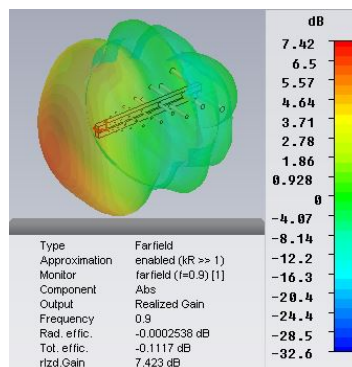 dB
7.42
6.5
5.57
4.64
3.71
2.78
1.86
0.928
0
-4.07
-8.14
-12.2
-16.3
-20.4
-24.4
-28.5
-32.6
Type Farfield
Approximation enabled (kR >> 1)
Monitor farfield (f=0.9) [1]
Component Abs
Output Realized Gain
Frequency 0.9
Rad. effic. -0.0002538 dB
Tot. effic. -0.1117 dB
rlzd.Gain 7.423 dB